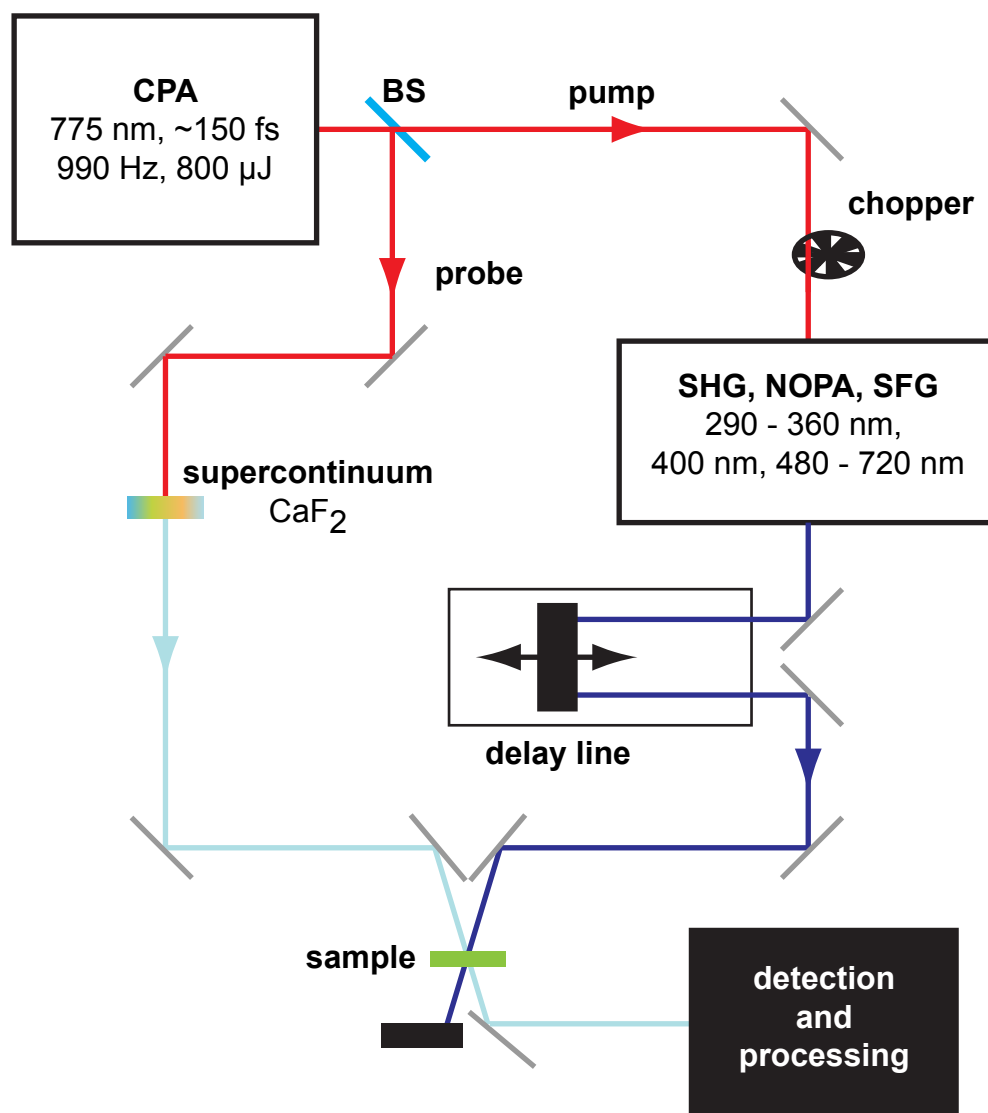 CPA
775 nm, ~150 fs
990 Hz, 800 µJ
BS
pump
chopper
probe
SHG, NOPA, SFG
290 - 360 nm,
400 nm, 480 - 720 nm
supercontinuum
CaF2
delay line
sample
detection
and
processing